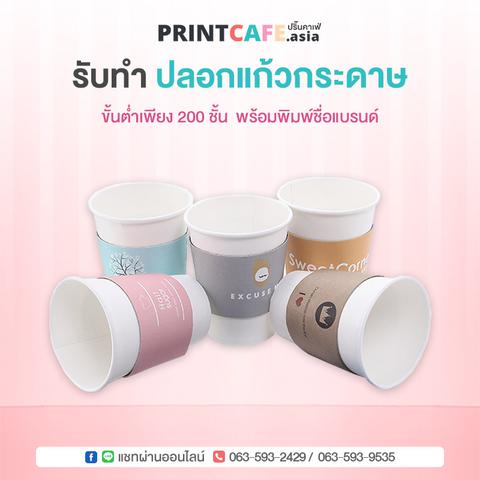 PRINTCAFE ปริ้นคาเฟ่ .asia
รับทำ ปลอกแก้วกระดาษ
ขั้นต่ำเพียง 200 ชิ้น พร้อมพิมพ์ชื่อแบรนด์
EXCUSE
SweetCorne
แชทผ่านออนไลน์ 063-593-2429 / 063-593-9535